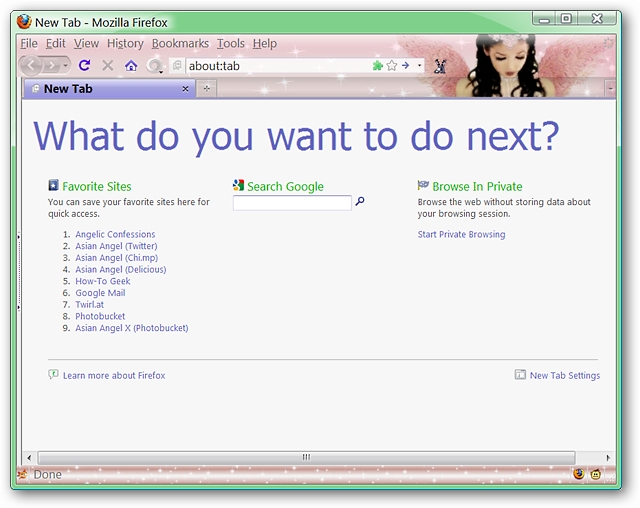 New Tab - Mozilla Firefox
File Edit View History Bookmarks Tools Help
about:tab
New Tab
What do you want to do next?
Favorite Sites
You can save your favorite sites here for
quick access.
1. Angelic Confessions
2. Asian Angel (Twitter)
3. Asian Angel (Chi.mp)
4. Asian Angel (Delicious)
5. How-To Geek
6. Google Mail
7. Twirl.at
8. Photobucket
9. Asian Angel X (Photobucket)
Search Google
Browse In Private
Browse the web without storing data about
your browsing session.
Start Private Browsing
Learn more about Firefox
New Tab Settings
Done